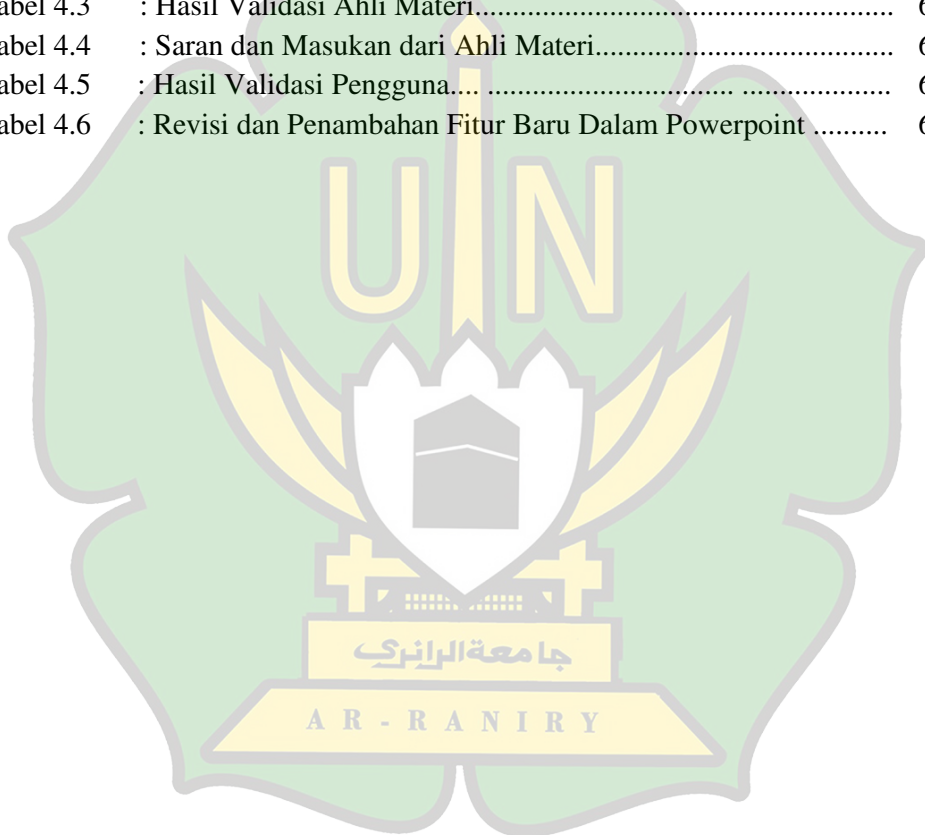 abel 4.3 : Hasil Validasi Ahli Materi.......................................................... 6
abel 4.4 : Saran dan Masukan dari Ahli Materi....................................... 6
abel 4.5 : Hasil Validasi Pengguna.... ................................ ................... 6
abel 4.6 : Revisi dan Penambahan Fitur Baru Dalam Powerpoint .......... 6
UIN
جامعةالرانري
AR-RANIRY